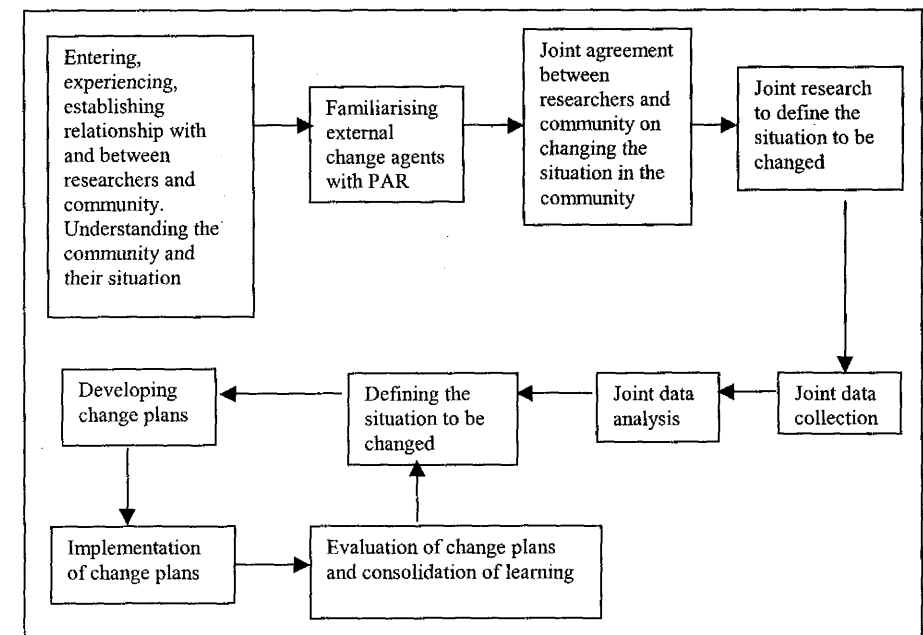 Entering,
experiencing,
establishing
relationship with
and between
researchers and
community.
Understanding the
community and
their situation
Familiarising
external
change agents
with PAR
Joint agreement
between
researchers and
community on
changing the
situation in the
community
Joint research
to define the
situation to be
changed
Joint data
collection
Joint data
analysis
Defining the
situation to be
changed
Developing
change plans
Implementation
of change plans
Evaluation of change plans
and consolidation of learning